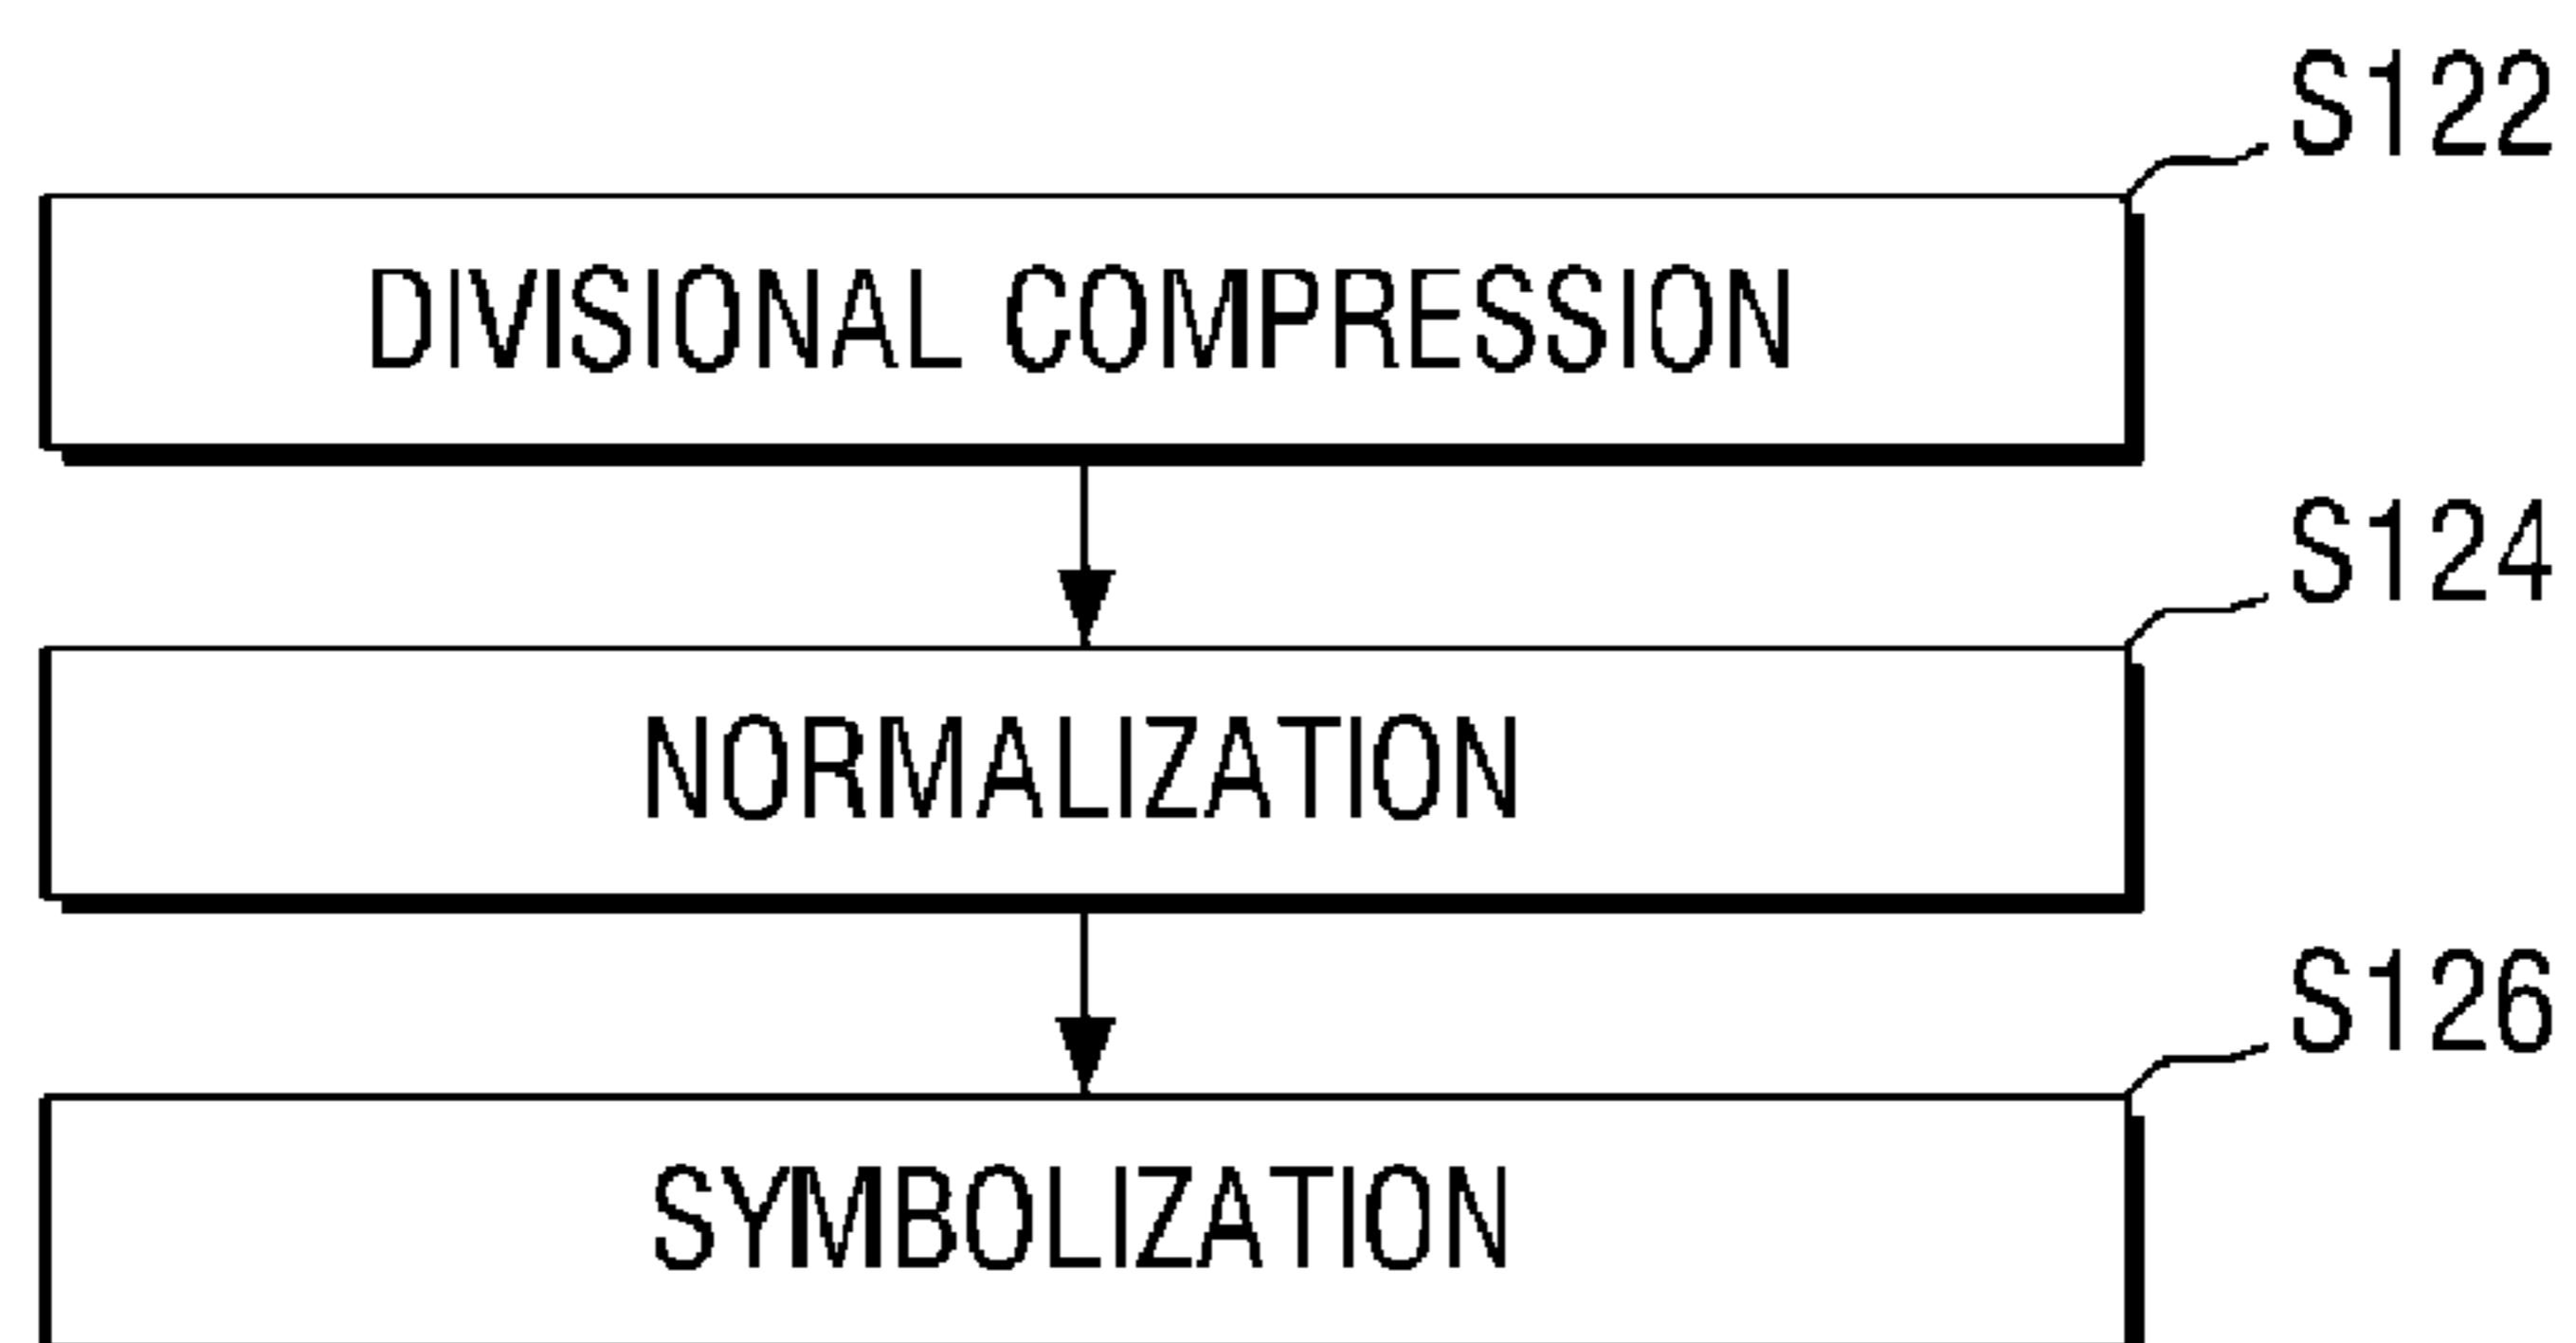 S122
DIVISIONAL COMPRESSION
S124
NORMALIZATION
S126
SYMBOLIZATION